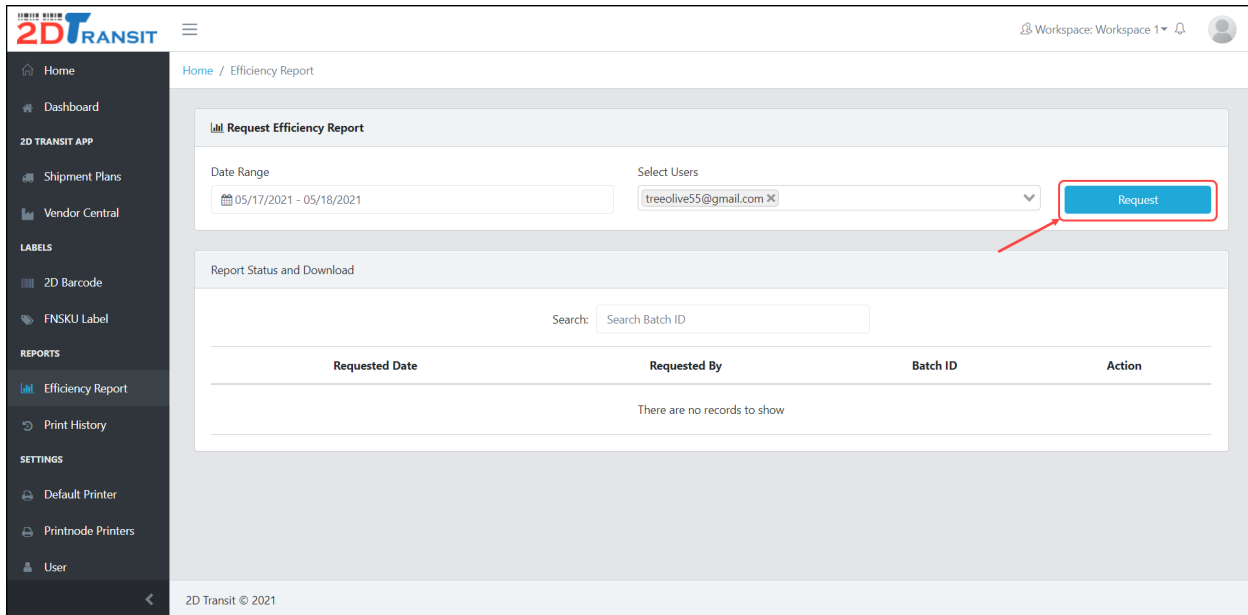 2DTRANSIT
Workspace: Workspace 1
Home
Dashboard
2D TRANSIT APP
Shipment Plans
Vendor Central
LABELS
2D Barcode
FNSKU Label
REPORTS
Efficiency Report
Print History
SETTINGS
Default Printer
Printnode Printers
User
Home / Efficiency Report
Request Efficiency Report
Date Range
Select Users
05/17/2021 - 05/18/2021
treeolive55@gmail.com
Request
Report Status and Download
Search: Search Batch ID
Requested Date Requested By Batch ID Action
There are no records to show
2D Transit © 2021